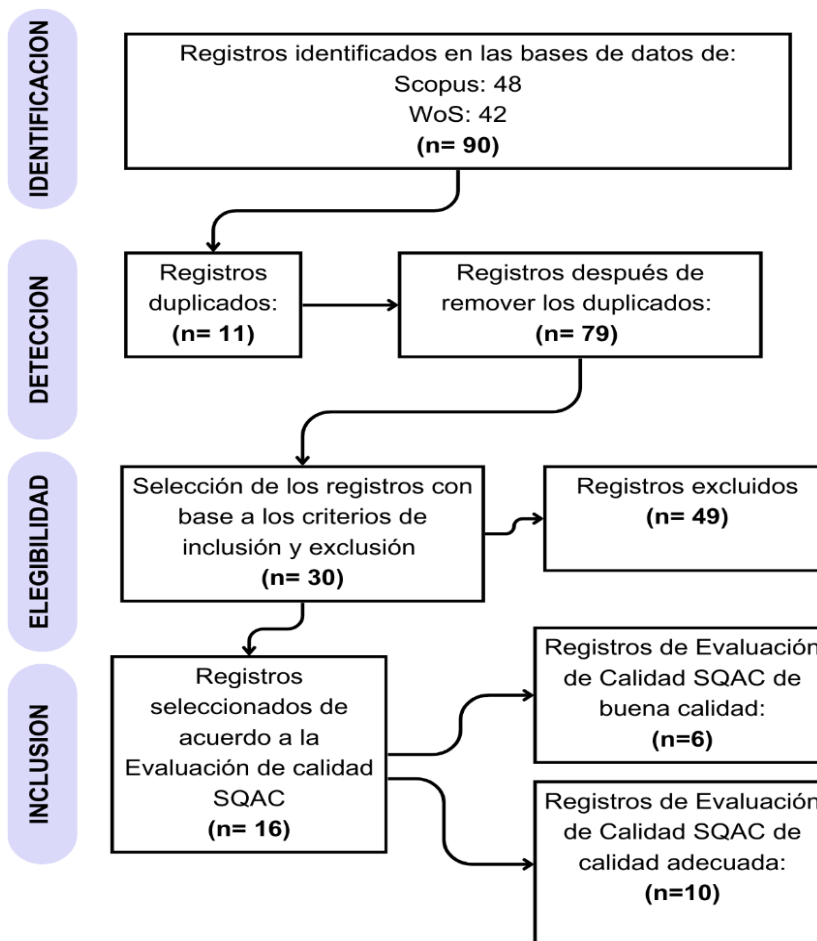 IDENTIFICACION
Registros identificados en las bases de datos de:
Scopus: 48
WoS: 42
(n= 90)
DETECCION
Registros
duplicados:
(n= 11)
Registros después de
remover los duplicados:
(n= 79)
ELEGIBILIDAD
Selección de los registros con
base a los criterios de
inclusión y exclusión
(n= 30)
Registros excluidos
(n= 49)
INCLUSION
Registros
seleccionados de
acuerdo a la
Evaluación de calidad
SQAC
(n= 16)
Registros de Evaluación
de Calidad SQAC de
buena calidad:
(n=6)
Registros de Evaluación
de Calidad SQAC de
calidad adecuada:
(n=10)